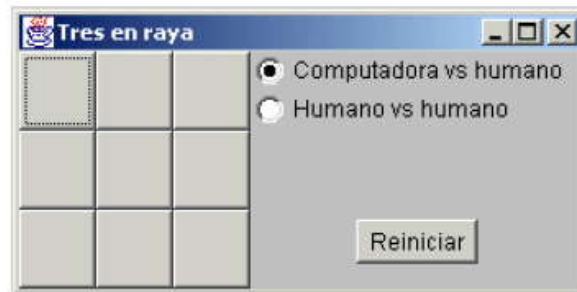 Tres en raya
Computadora vs humano
Humano vs humano
Reiniciar